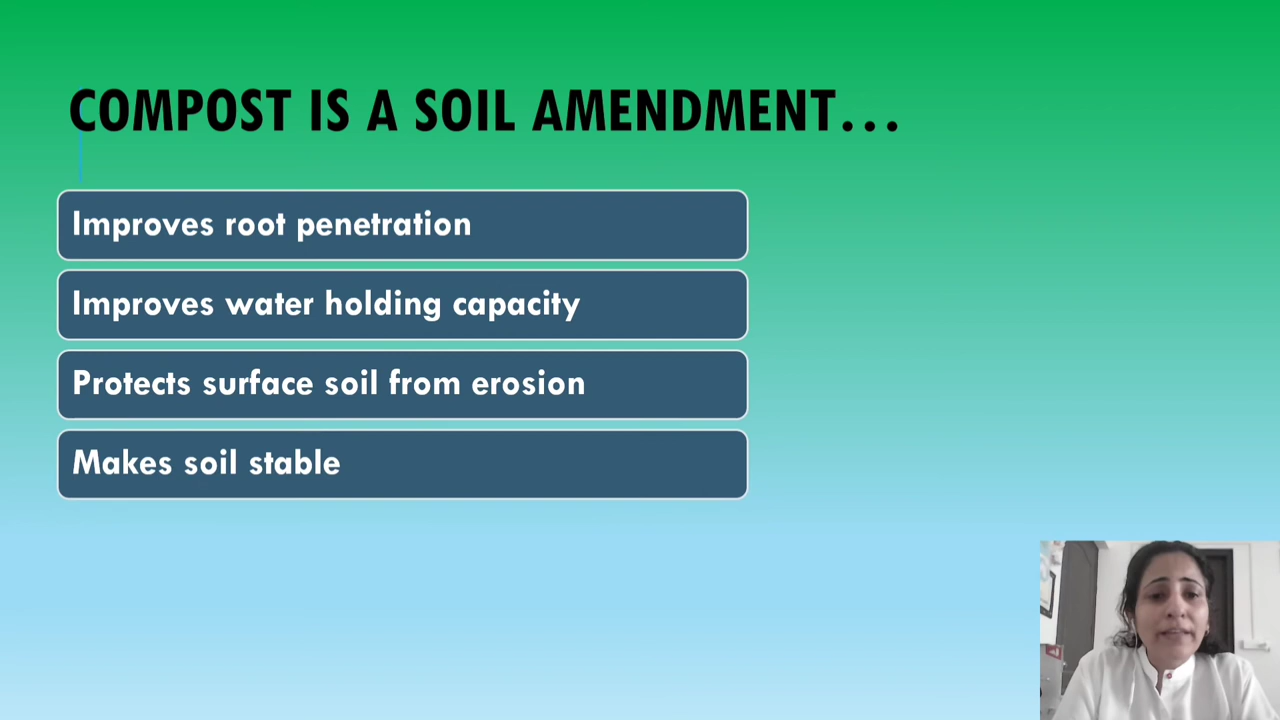 COMPOST IS A SOIL AMENDMENT...
Improves root penetration
Improves water holding capacity
Protects surface soil from erosion
Makes soil stable